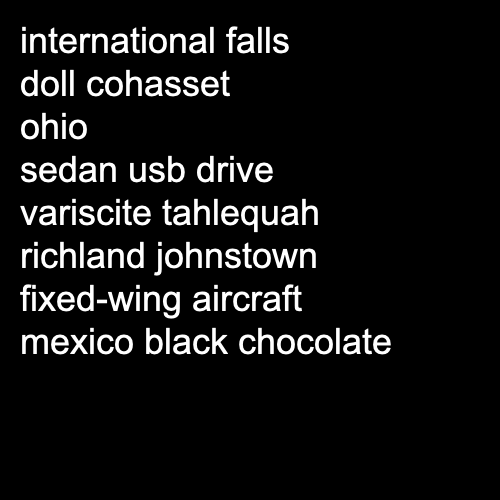 international falls
doll cohasset
ohio
sedan usb drive
variscite tahlequah
richland johnstown
fixed-wing aircraft
mexico black chocolate